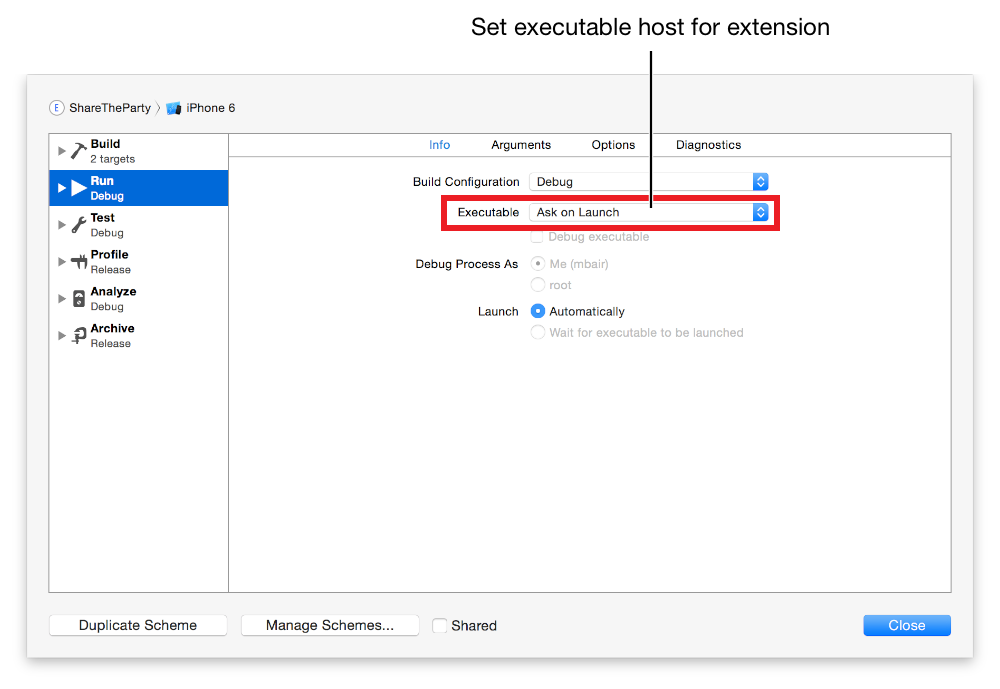 Set executable host for extension
E ShareTheParty 〉 iPhone 6
Build
2 targets
Run
Debug
Test
Debug
Profile
Release
Analyze
Debug
Archive
Release
Info Arguments Options Diagnostics
Build Configuration Debug
Executable Ask on Launch
Debug executable
Debug Process As Me (mbair)
root
Launch Automatically
Wait for executable to be launched
Duplicate Scheme Manage Schemes... Shared Close